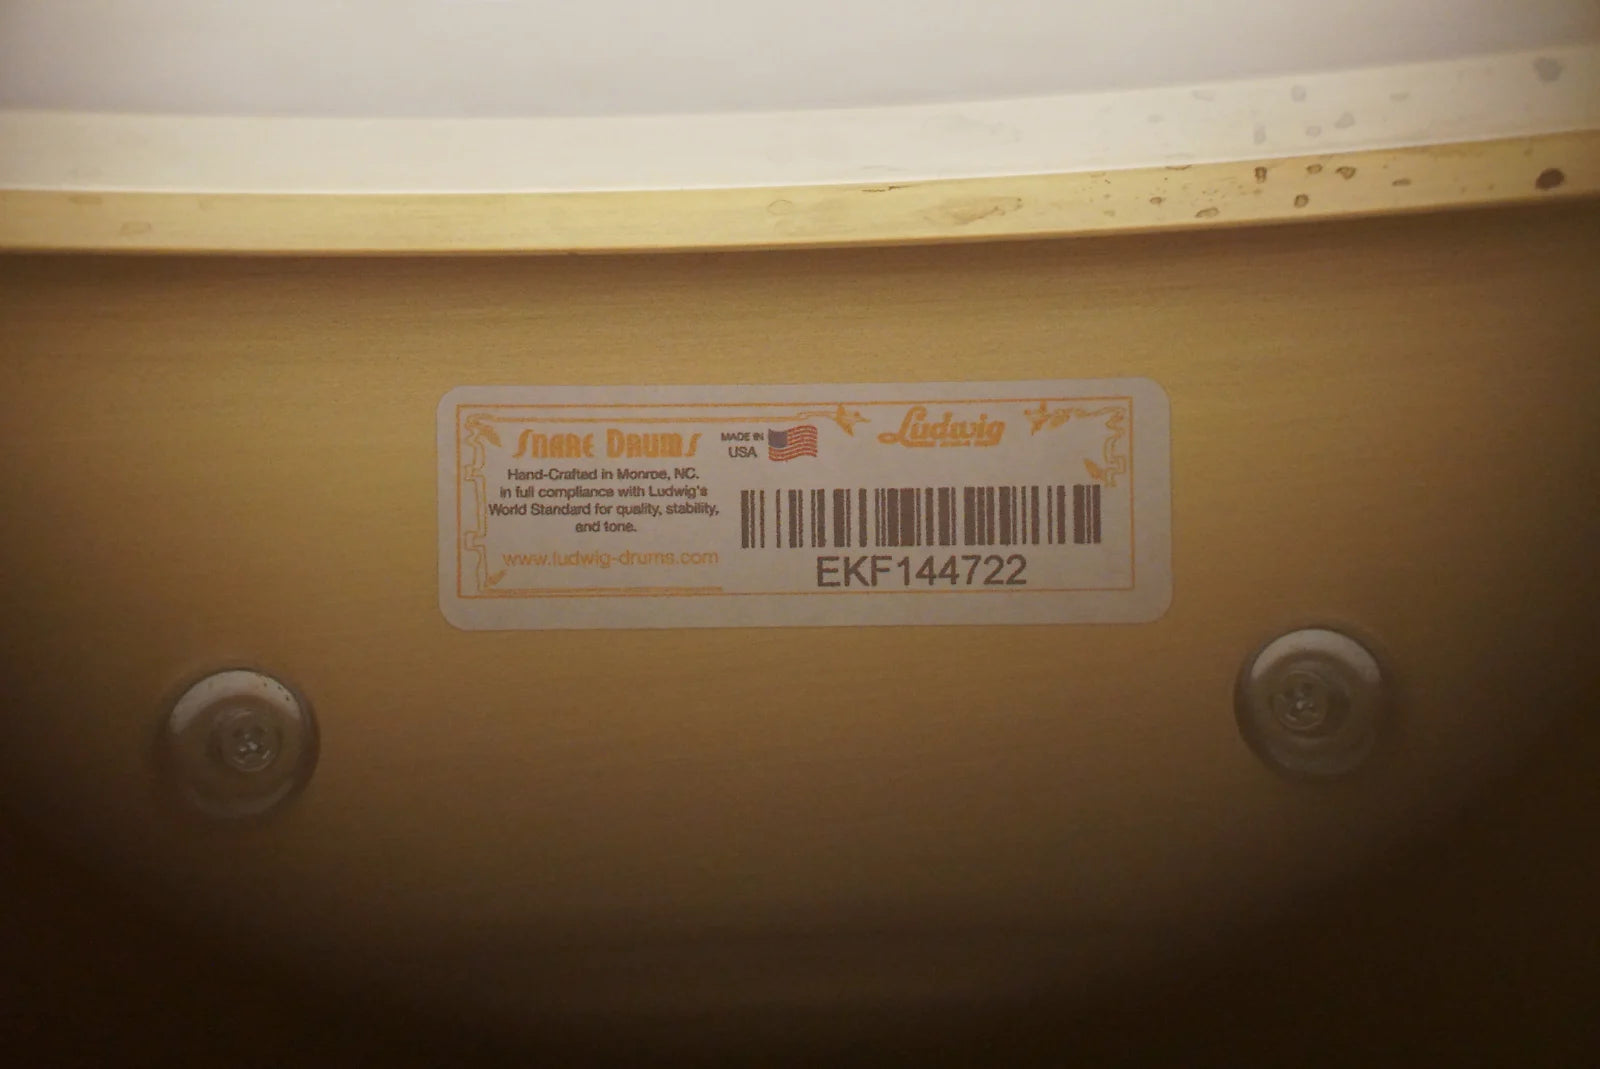 Snare Drums
Hand-Crafted in Monroe, NC.
in full compliance with Ludwig's
World Standard for quality, stability,
and tone.
www.ludwig-drums.com
MADE IN
USA
Ludwig
EKF144722